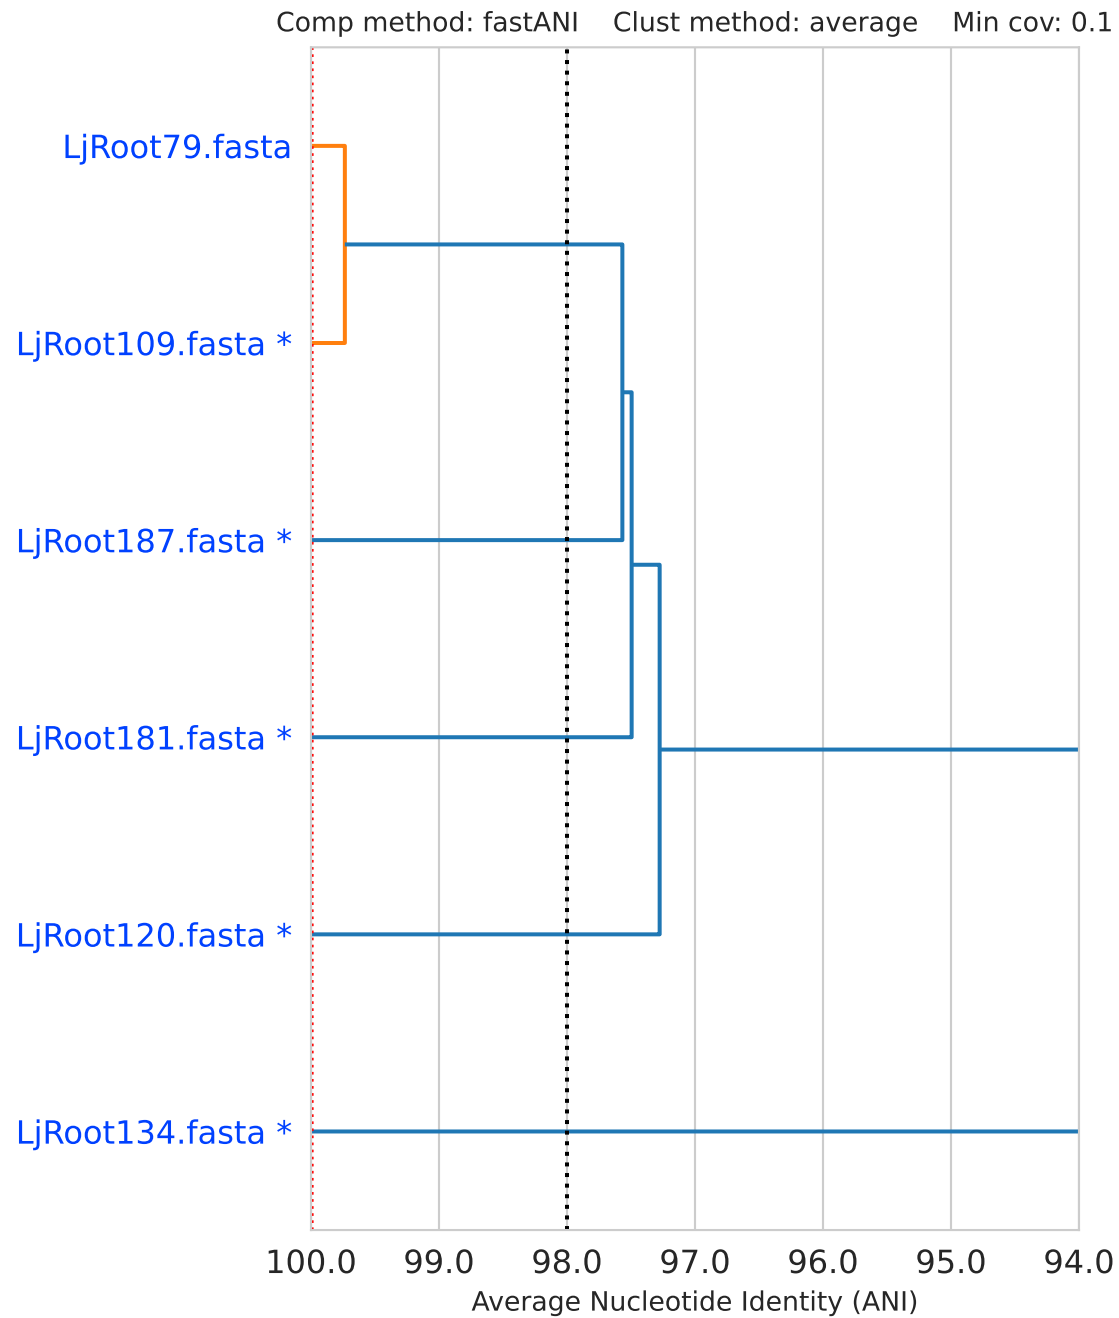 Comp method: fastANI    Clust method: average    Min cov: 0.1
LjRoot79.fasta
LjRoot109.fasta *
LjRoot187.fasta *
LjRoot181.fasta *
LjRoot120.fasta *
LjRoot134.fasta *
100.0 99.0 98.0 97.0 96.0 95.0 94.0
Average Nucleotide Identity (ANI)